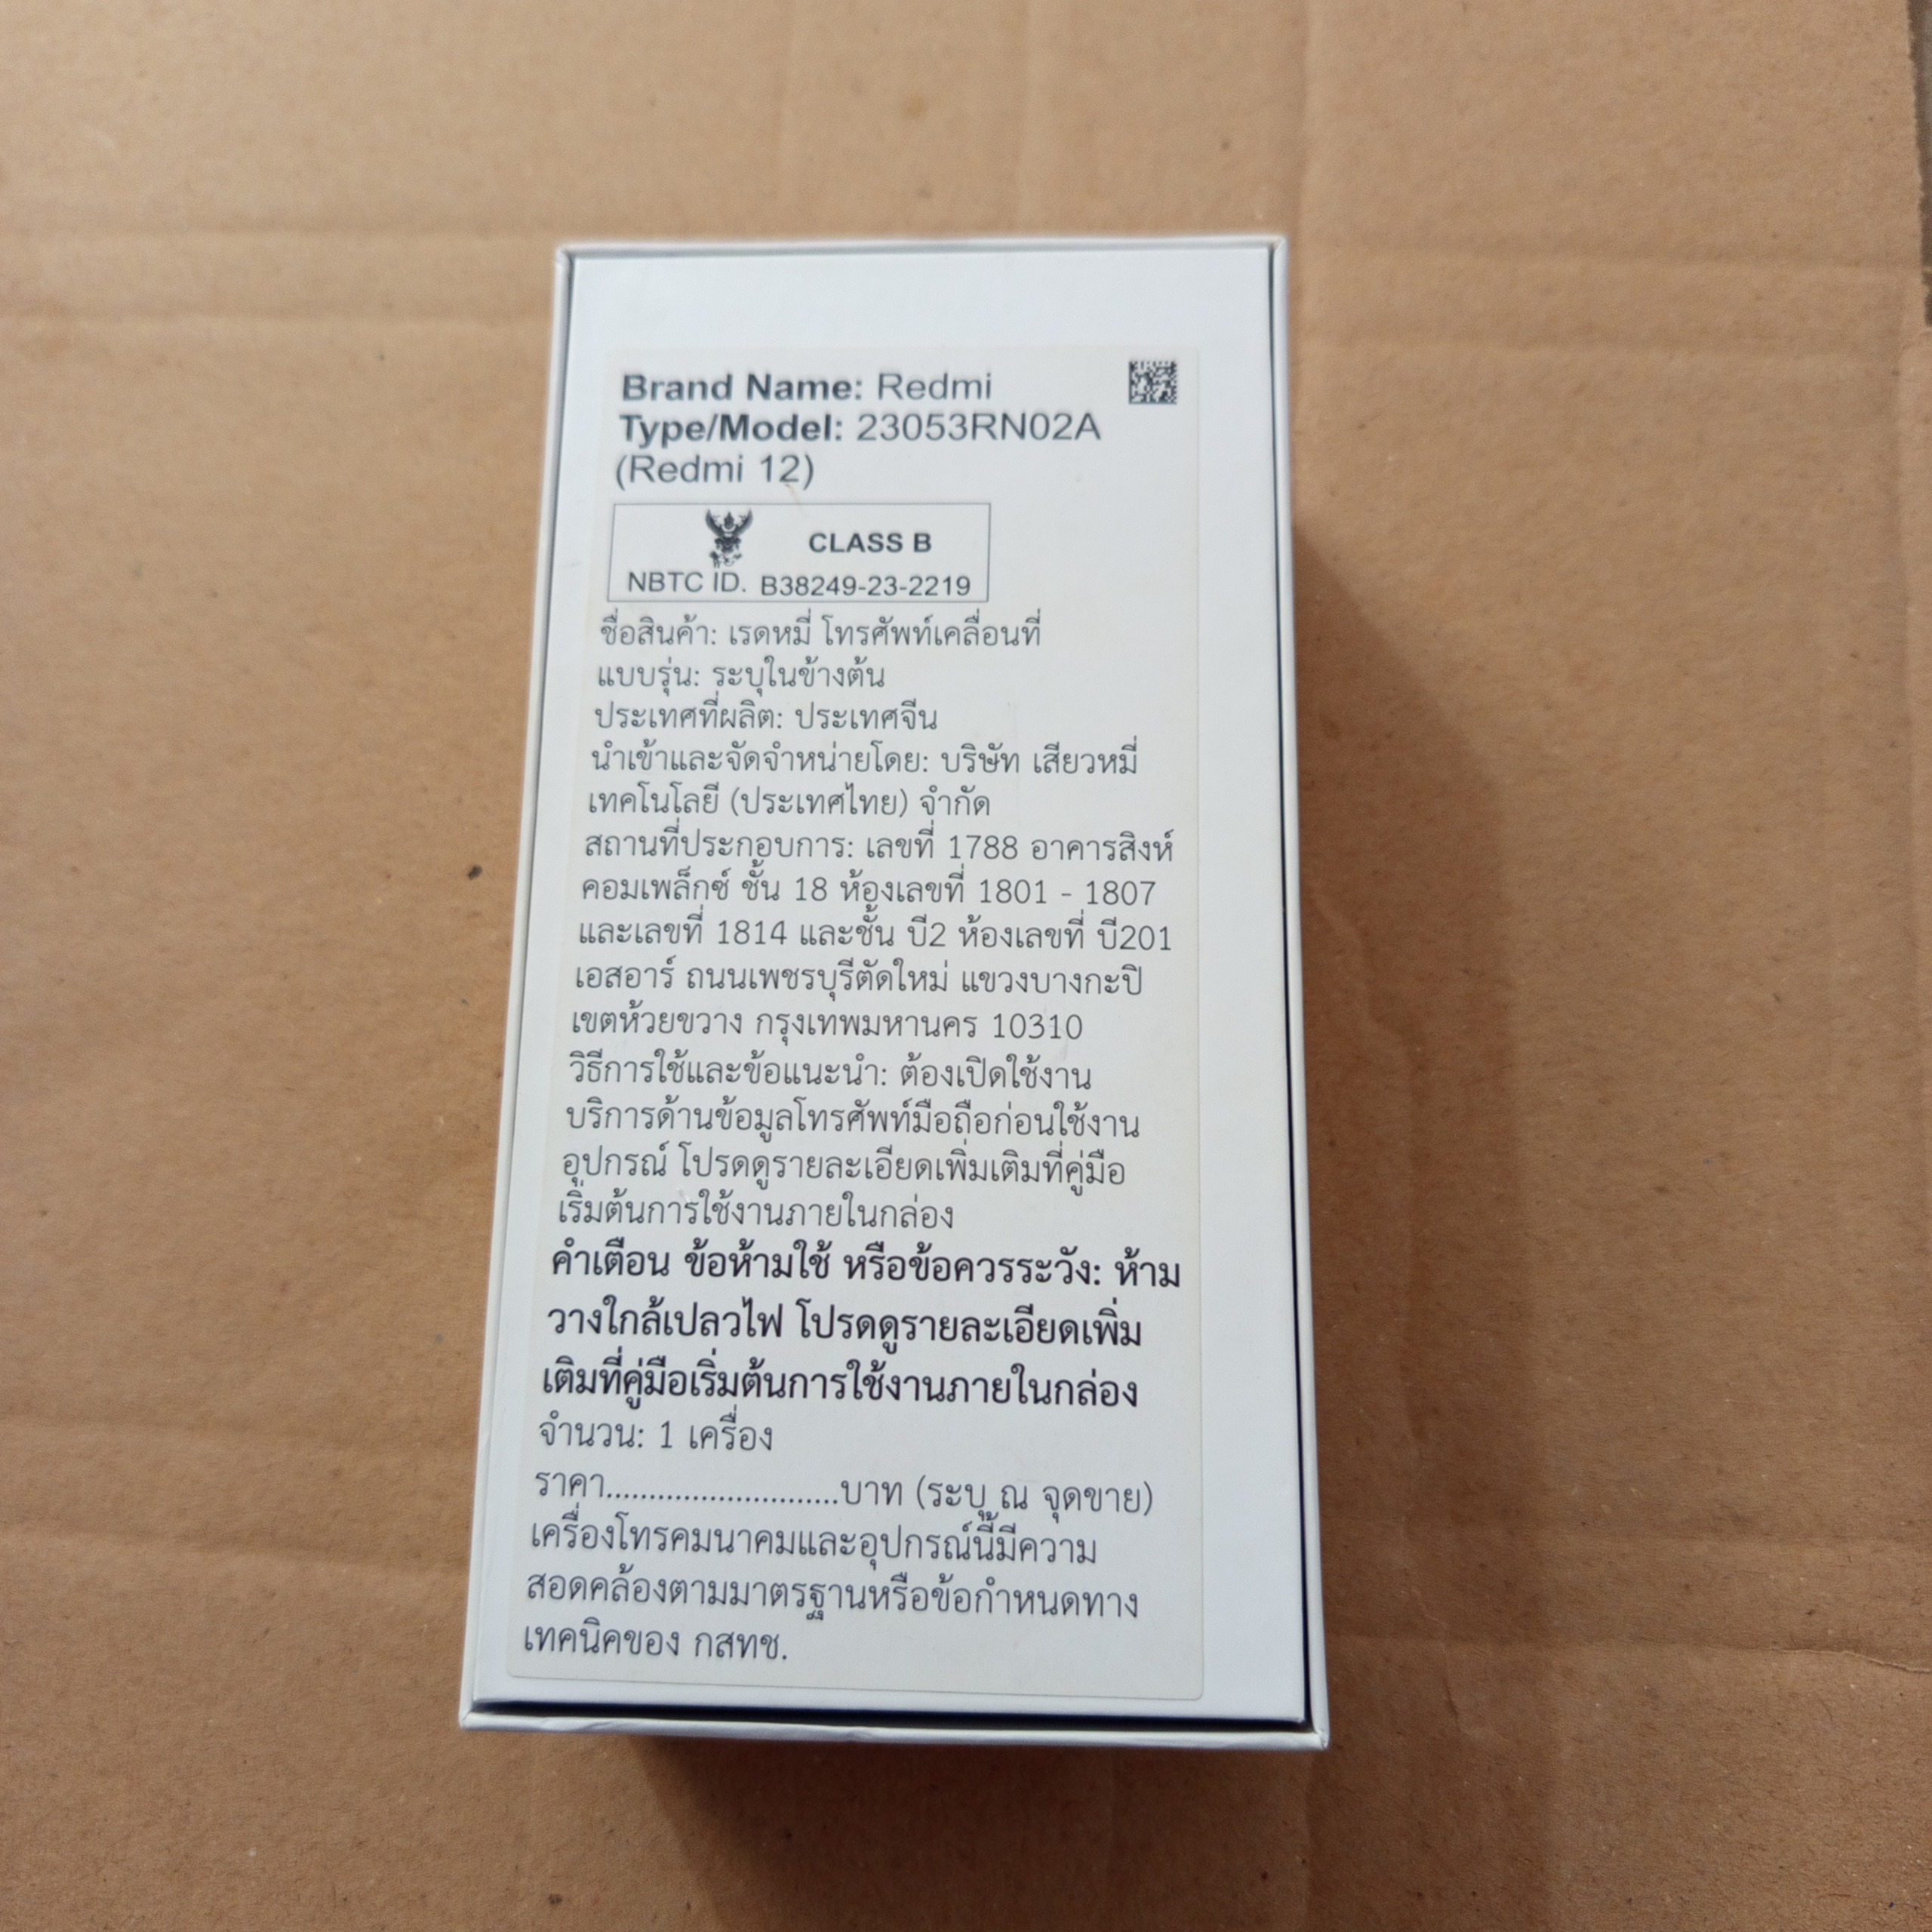 Brand Name: Redmi
Type/Model: 23053RN02A
(Redmi 12)
CLASS B
NBTC ID. B38249-23-2219
ชื่อสินค้า: เรดหมี่ โทรศัพท์เคลื่อนที่
แบบรุ่น: ระบุในข้างต้น
ประเทศที่ผลิต: ประเทศจีน
นำเข้าและจัดจำหน่ายโดย: บริษัท เสียวหมี่
เทคโนโลยี (ประเทศไทย) จำกัด
สถานที่ประกอบการ: เลขที่ 1788 อาคารสิงห์
คอมเพล็กซ์ ชั้น 18 ห้องเลขที่ 1801 - 1807
และเลขที่ 1814 และชั้น บี2 ห้องเลขที่ บี201
เอสอาร์ ถนนเพชรบุรีตัดใหม่ แขวงบางกะปิ
เขตห้วยขวาง กรุงเทพมหานคร 10310
วิธีการใช้และข้อแนะนำ: ต้องเปิดใช้งาน
บริการด้านข้อมูลโทรศัพท์มือถือก่อนใช้งาน
อุปกรณ์ โปรดดูรายละเอียดเพิ่มเติมที่คู่มือ
เริ่มต้นการใช้งานภายในกล่อง
คำเตือน ข้อห้ามใช้ หรือข้อควรระวัง: ห้าม
วางใกล้เปลวไฟ โปรดดูรายละเอียดเพิ่ม
เติมที่คู่มือเริ่มต้นการใช้งานภายในกล่อง
จำนวน: 1 เครื่อง
ราคา...........................บาท (ระบุ ณ จุดขาย)
เครื่องโทรคมนาคมและอุปกรณ์นี้มีความ
สอดคล้องตามมาตรฐานหรือข้อกำหนดทาง
เทคนิคของ กสทช.